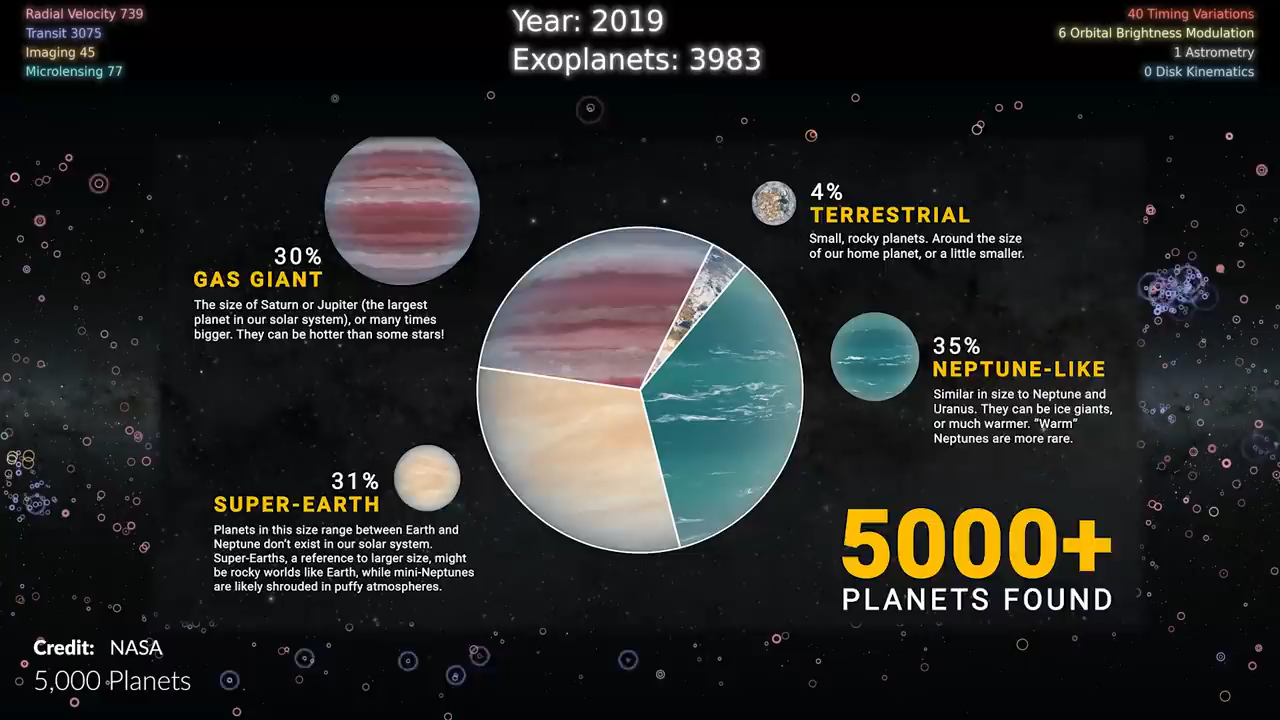 Radial Velocity 739
Transit 3075
Imaging 45
Microlensing 77
Year: 2019
Exoplanets: 3983
40 Timing Variations
6 Orbital Brightness Modulation
1 Astrometry
0 Disk Kinematics
30%
GAS GIANT
The size of Saturn or Jupiter (the largest
planet in our solar system), or many times
bigger. They can be hotter than some stars!
4%
TERRESTRIAL
Small, rocky planets. Around the size
of our home planet, or a little smaller.
35%
NEPTUNE-LIKE
Similar in size to Neptune and
Uranus. They can be ice giants,
or much warmer. "Warm"
Neptunes are more rare.
31%
SUPER-EARTH
Planets in this size range between Earth and
Neptune don't exist in our solar system.
Super-Earths, a reference to larger size, might
be rocky worlds like Earth, while mini-Neptunes
are likely shrouded in puffy atmospheres.
5000+
PLANETS FOUND
Credit: NASA
5,000 Planets